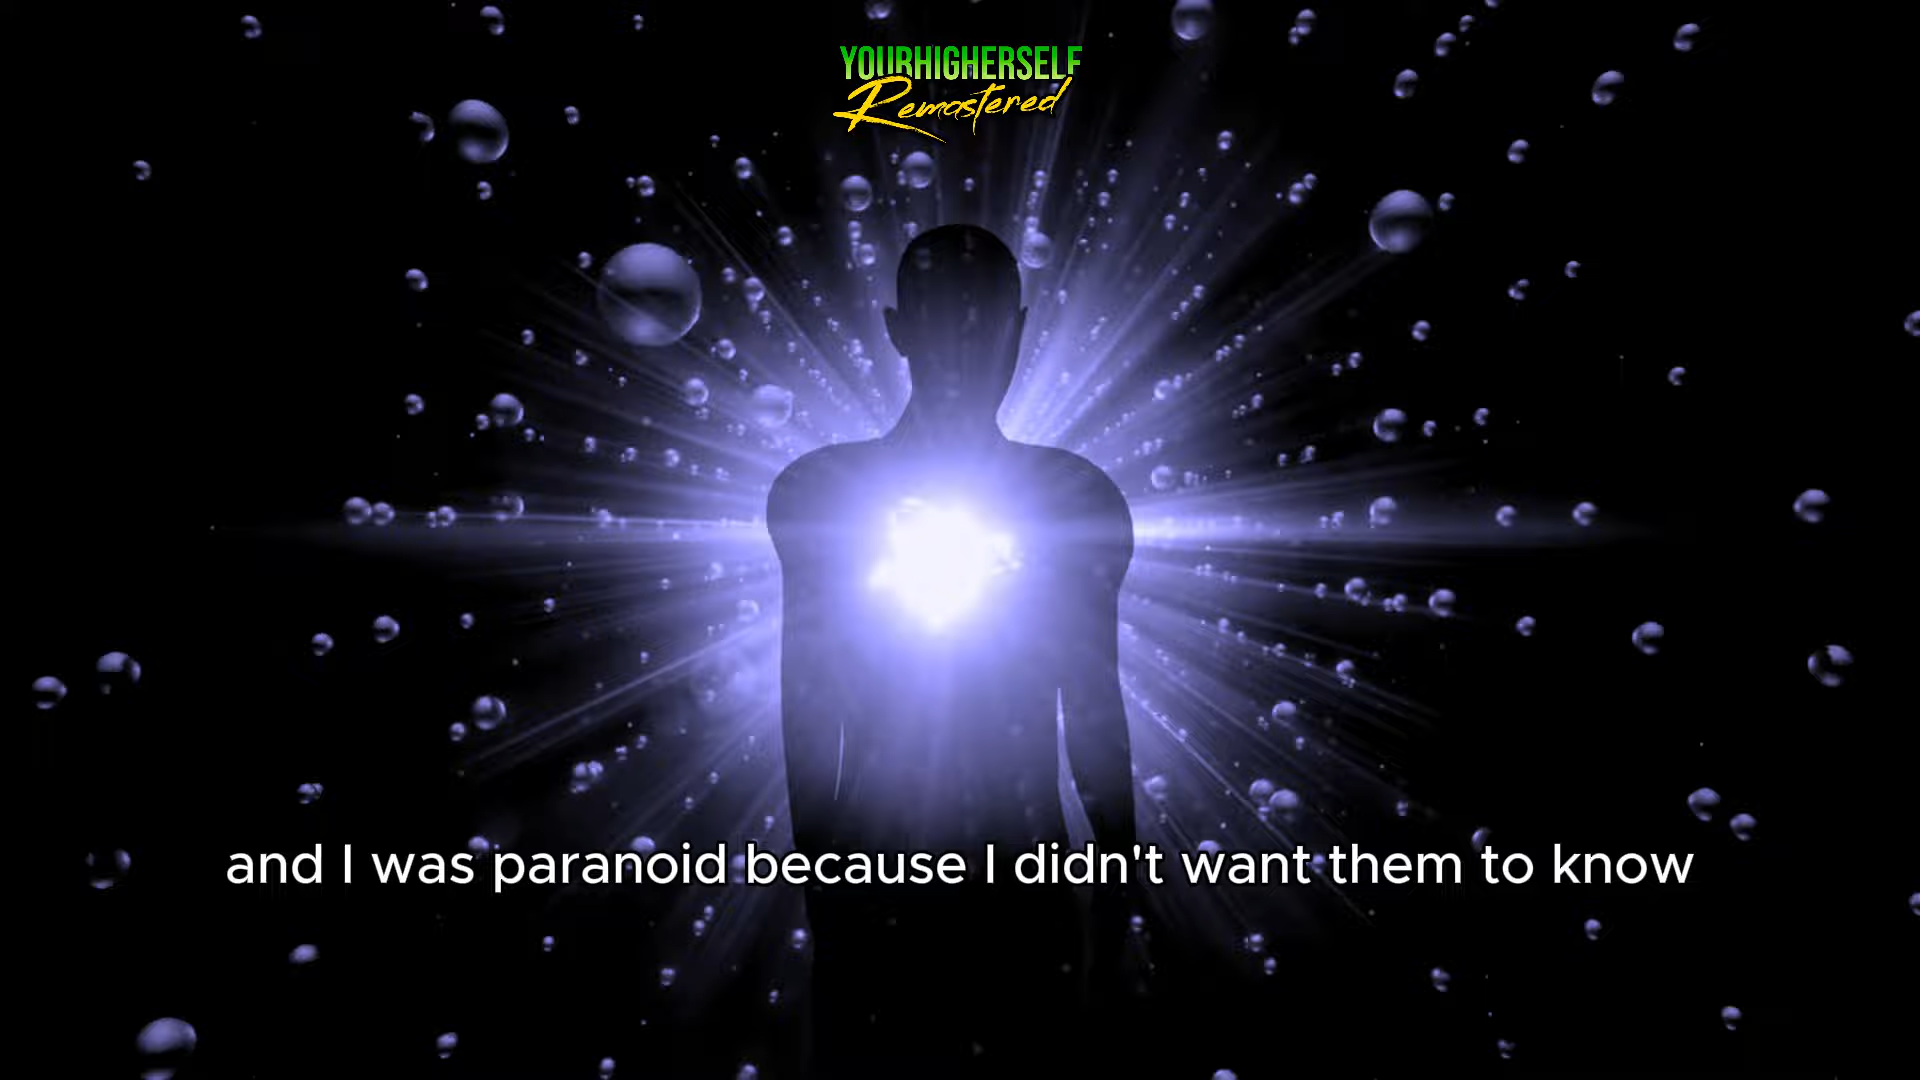 YOURHIGHERSELF
Remastered
and I was paranoid because I didn't want them to know